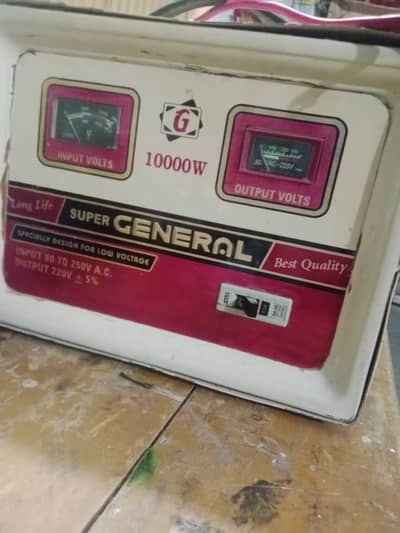 G
10000W
V
INPUT VOLTS
AC-
OUTPUT VOLTS
Long Life
SUPER GENERAL
Best Quality
SPECIALLY DESIGN FOR LOW VOLTAGE
INPUT 90 TO 250V A.C.
OUTPUT 220V ± 5%